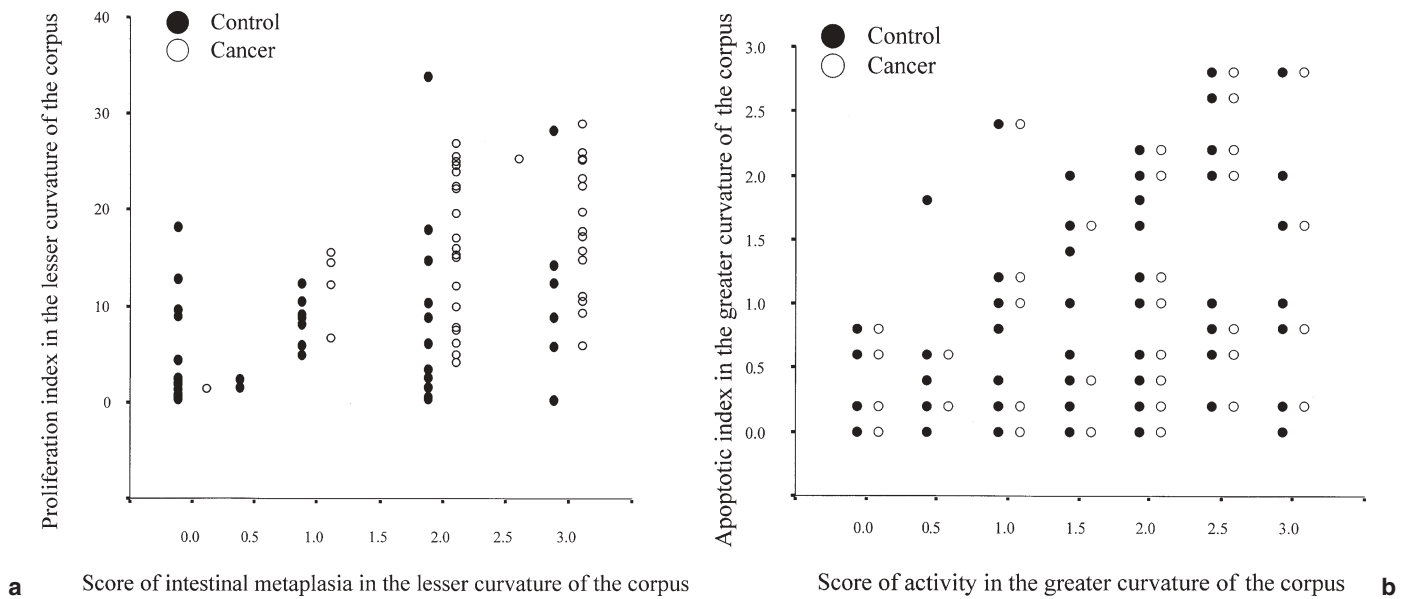 Proliferation index in the lesser curvature of the corpus
40
30
20
10
0
Control
Cancer
0.0 0.5 1.0 1.5 2.0 2.5 3.0
Score of intestinal metaplasia in the lesser curvature of the corpus
a
Apoptotic index in the greater curvature of the corpus
3.0
2.5
2.0
1.5
1.0
0.5
0.0
Control
Cancer
0.0 0.5 1.0 1.5 2.0 2.5 3.0
Score of activity in the greater curvature of the corpus
b